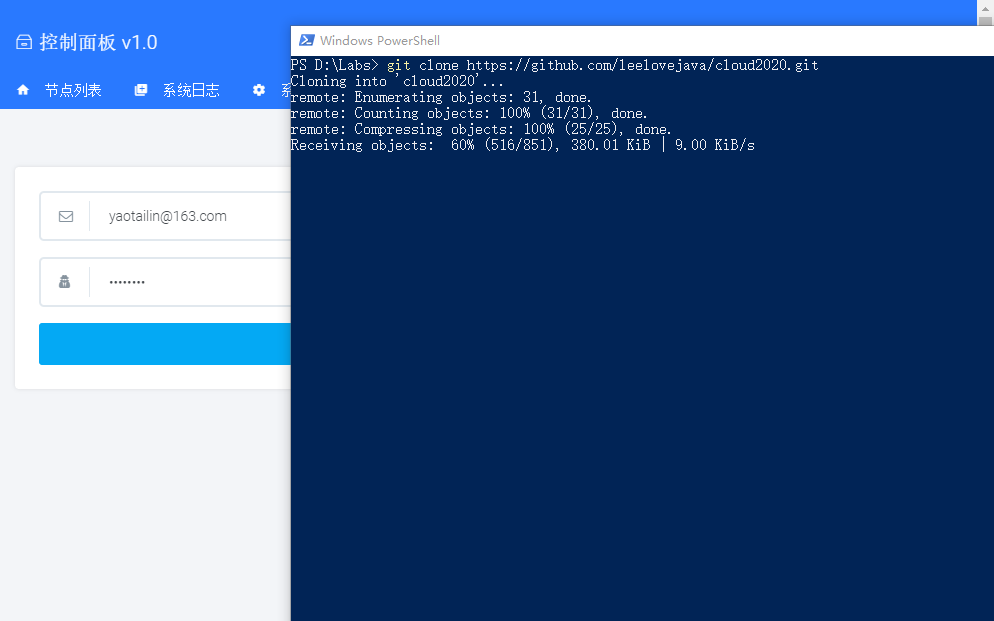 控制面板 v1.0
节点列表 系统日志
yaotailin@163.com
••••••••
Windows PowerShell
PS D:\Labs> git clone https://github.com/leelovejava/cloud2020.git
Cloning into 'cloud2020'...
remote: Enumerating objects: 31, done.
remote: Counting objects: 100% (31/31), done.
remote: Compressing objects: 100% (25/25), done.
Receiving objects:  60% (516/851), 380.01 KiB | 9.00 KiB/s